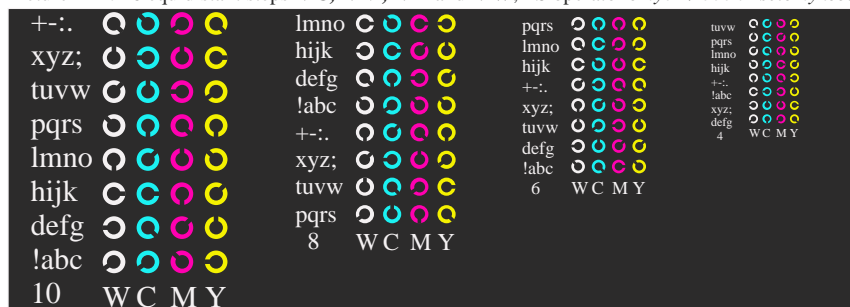 +-:.
xyz;
tuvw
pqrs
lmno
hijk
defg
!abc
10 W C M Y
lmno
hijk
defg
!abc
+-:.
xyz;
tuvw
pqrs
8 W C M Y
pqrs
lmno
hijk
+-:.
xyz;
tuvw
defg
!abc
6 W C M Y
tuvw
pqrs
lmno
hijk
+-:.
!abc
xyz;
defg
4 W C M Y